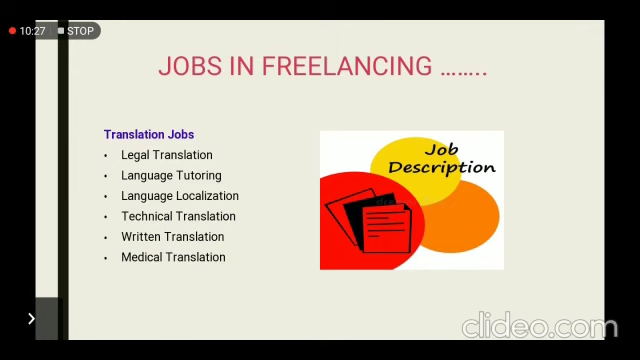 10:27 STOP
JOBS IN FREELANCING ……..
Translation Jobs
• Legal Translation
• Language Tutoring
• Language Localization
• Technical Translation
• Written Translation
• Medical Translation
Job
Description
clideo.com